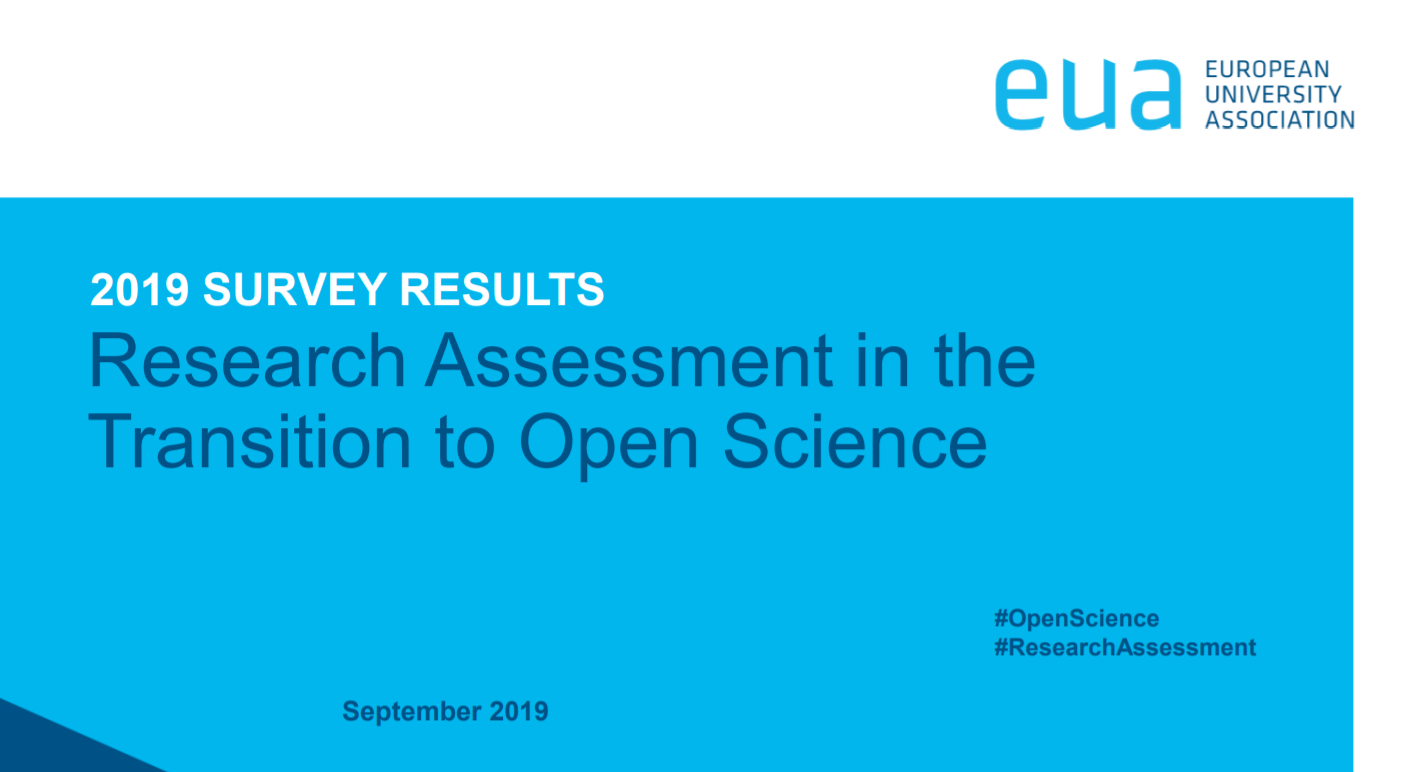 eua
EUROPEAN
UNIVERSITY
ASSOCIATION
2019 SURVEY RESULTS
Research Assessment in the
Transition to Open Science
#OpenScience
#ResearchAssessment
September 2019